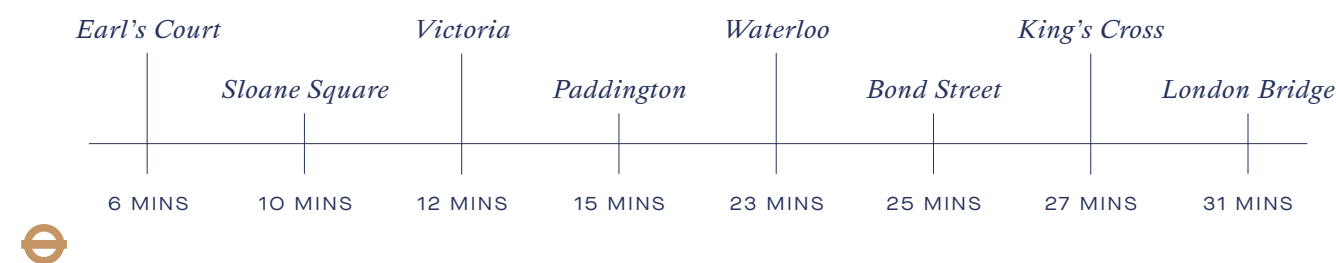 Earl’s Court Victoria Waterloo King’s Cross
Sloane Square Paddington Bond Street London Bridge
6 MINS 10 MINS 12 MINS 15 MINS 23 MINS 25 MINS 27 MINS 31 MINS